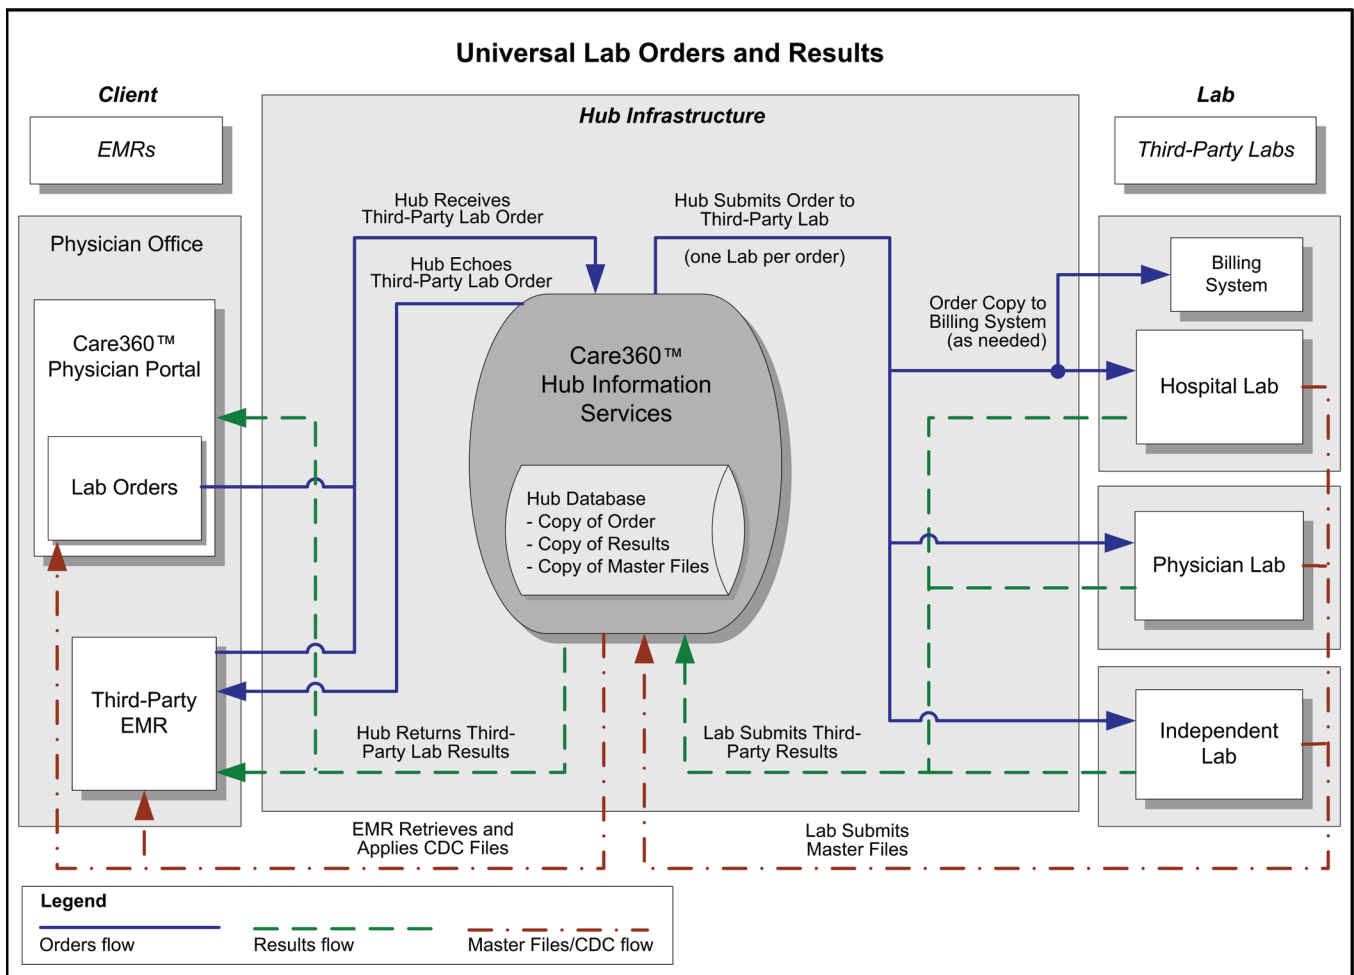 Universal Lab Orders and Results
Client
Hub Infrastructure
Lab
EMRs
Third-Party Labs
Physician Office
Care360™
Physician Portal
Lab Orders
Third-Party
EMR
Hub Receives
Third-Party Lab Order
Hub Echoes
Third-Party Lab Order
Hub Submits Order to
Third-Party Lab
(one Lab per order)
Care360™
Hub Information
Services
Hub Database
- Copy of Order
- Copy of Results
- Copy of Master Files
Order Copy to
Billing System
(as needed)
Billing
System
Hospital Lab
Physician Lab
Independent
Lab
Hub Returns Third-
Party Lab Results
Lab Submits Third-
Party Results
EMR Retrieves and
Applies CDC Files
Lab Submits
Master Files
Legend
Orders flow
Results flow
Master Files/CDC flow